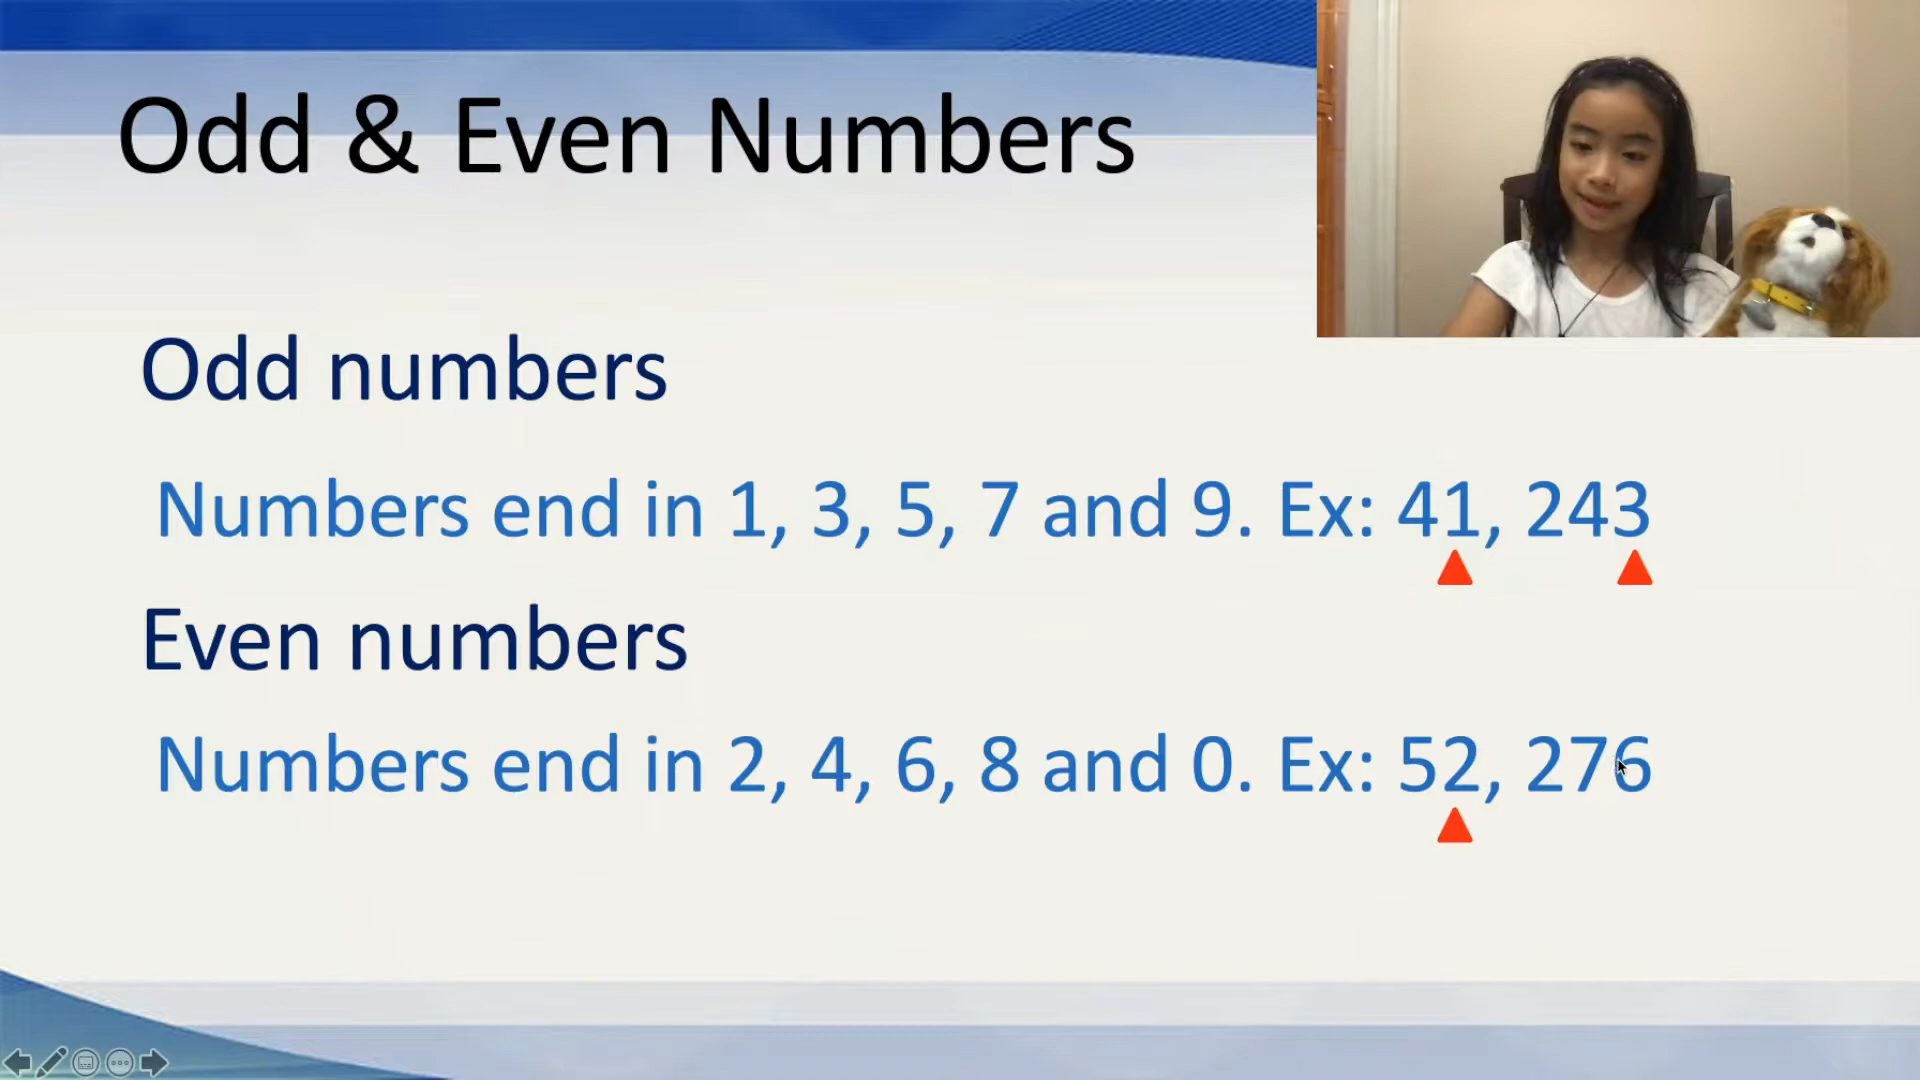 Odd & Even Numbers
Odd numbers
Numbers end in 1, 3, 5, 7 and 9. Ex: 41, 243
Even numbers
Numbers end in 2, 4, 6, 8 and 0. Ex: 52, 276